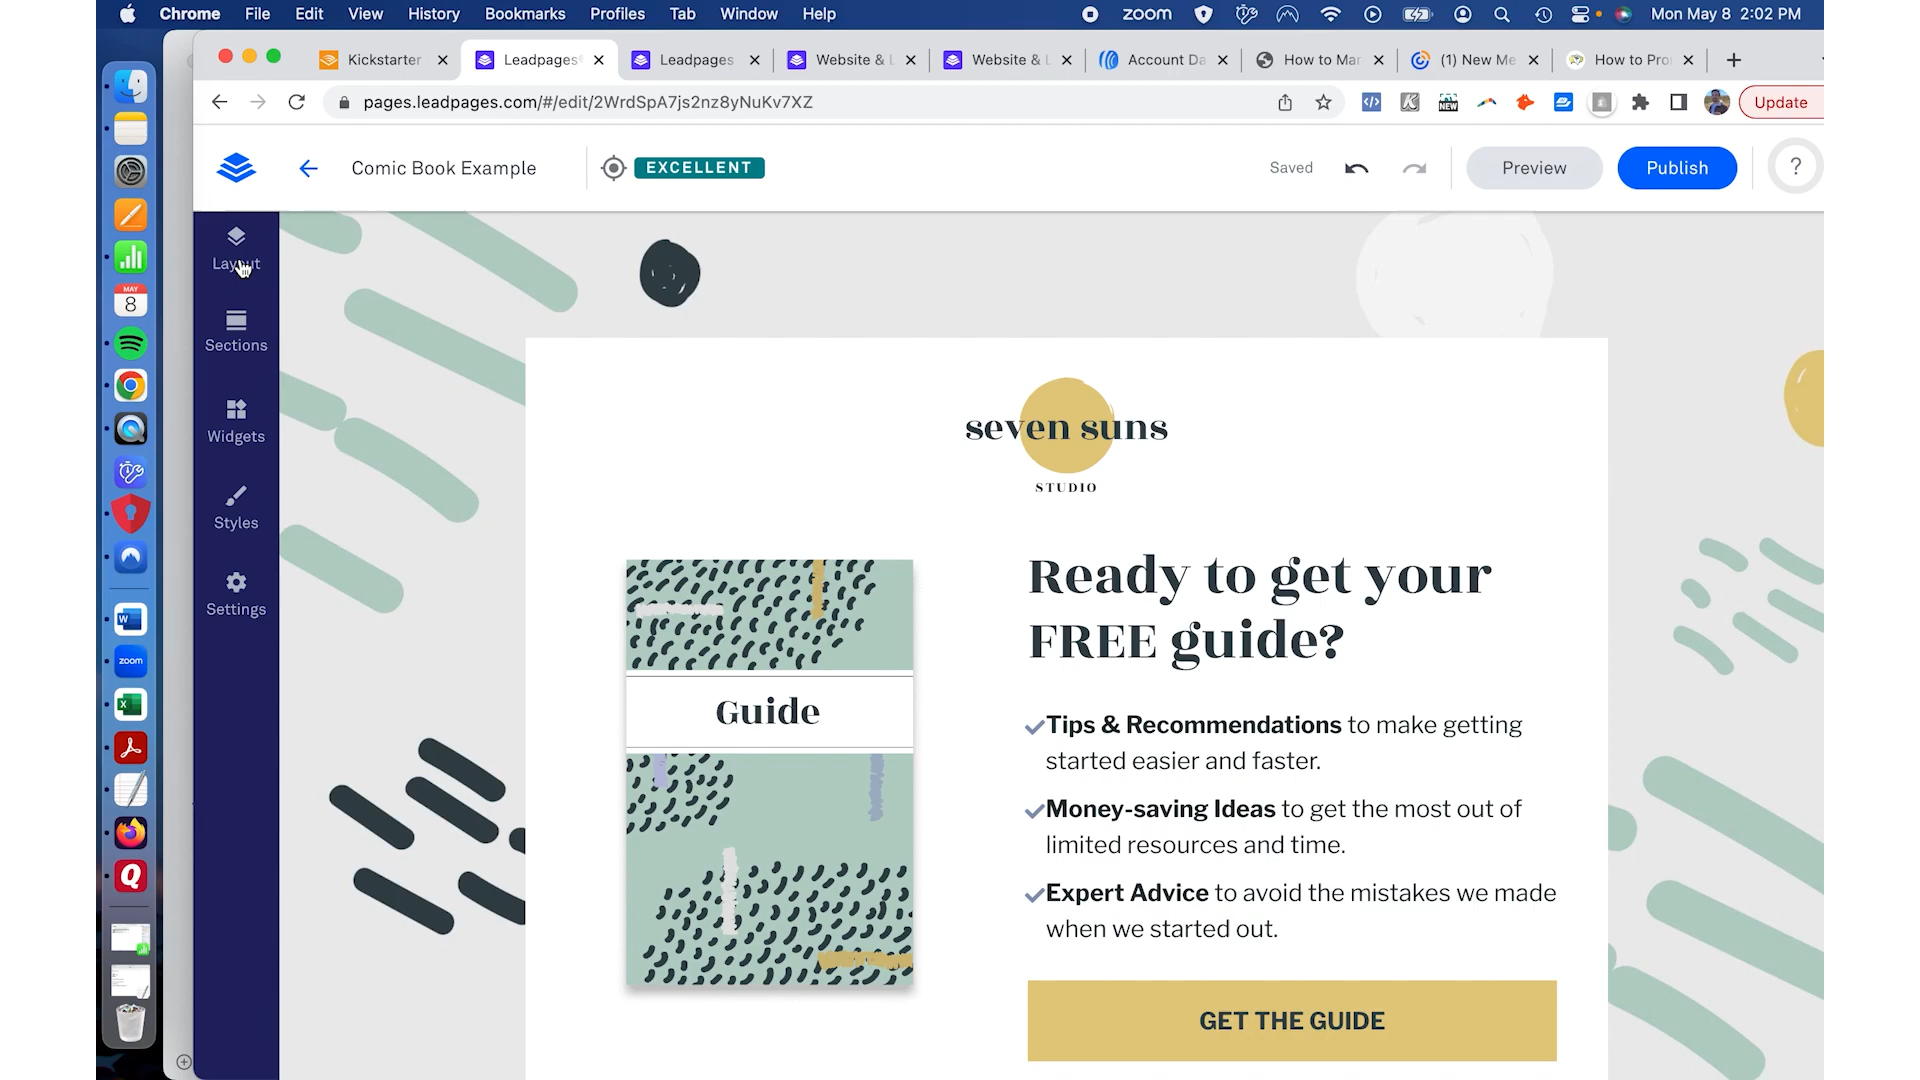 Chrome File Edit View History Bookmarks Profiles Tab Window Help zoom Mon May 8 2:02 PM
Kickstarter Leadpages Leadpages Website & L Website & L Account Da How to Mar (1) New Me How to Pro
pages.leadpages.com/#/edit/2WrdSpA7js2nz8yNuKv7XZ NEW Update
Comic Book Example EXCELLENT Saved Preview Publish ?
Layout
Sections
Widgets
Styles
Settings
MAY
8
W
zoom
X
Q
seven suns
STUDIO
Guide
Ready to get your
FREE guide?
Tips & Recommendations to make getting
started easier and faster.
Money-saving Ideas to get the most out of
limited resources and time.
Expert Advice to avoid the mistakes we made
when we started out.
GET THE GUIDE